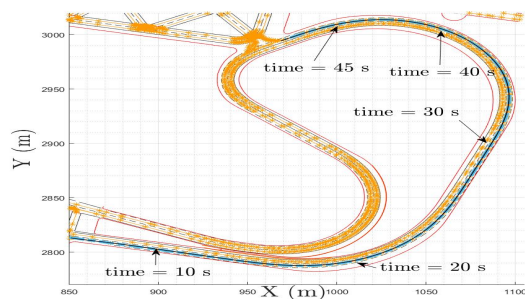 3000
time = 45 s
time = 40 s
2950
time = 30 s
Y (m)
2900
2850
2800
time = 10 s
time = 20 s
850
900
950
X (m)
1000
1050
1100